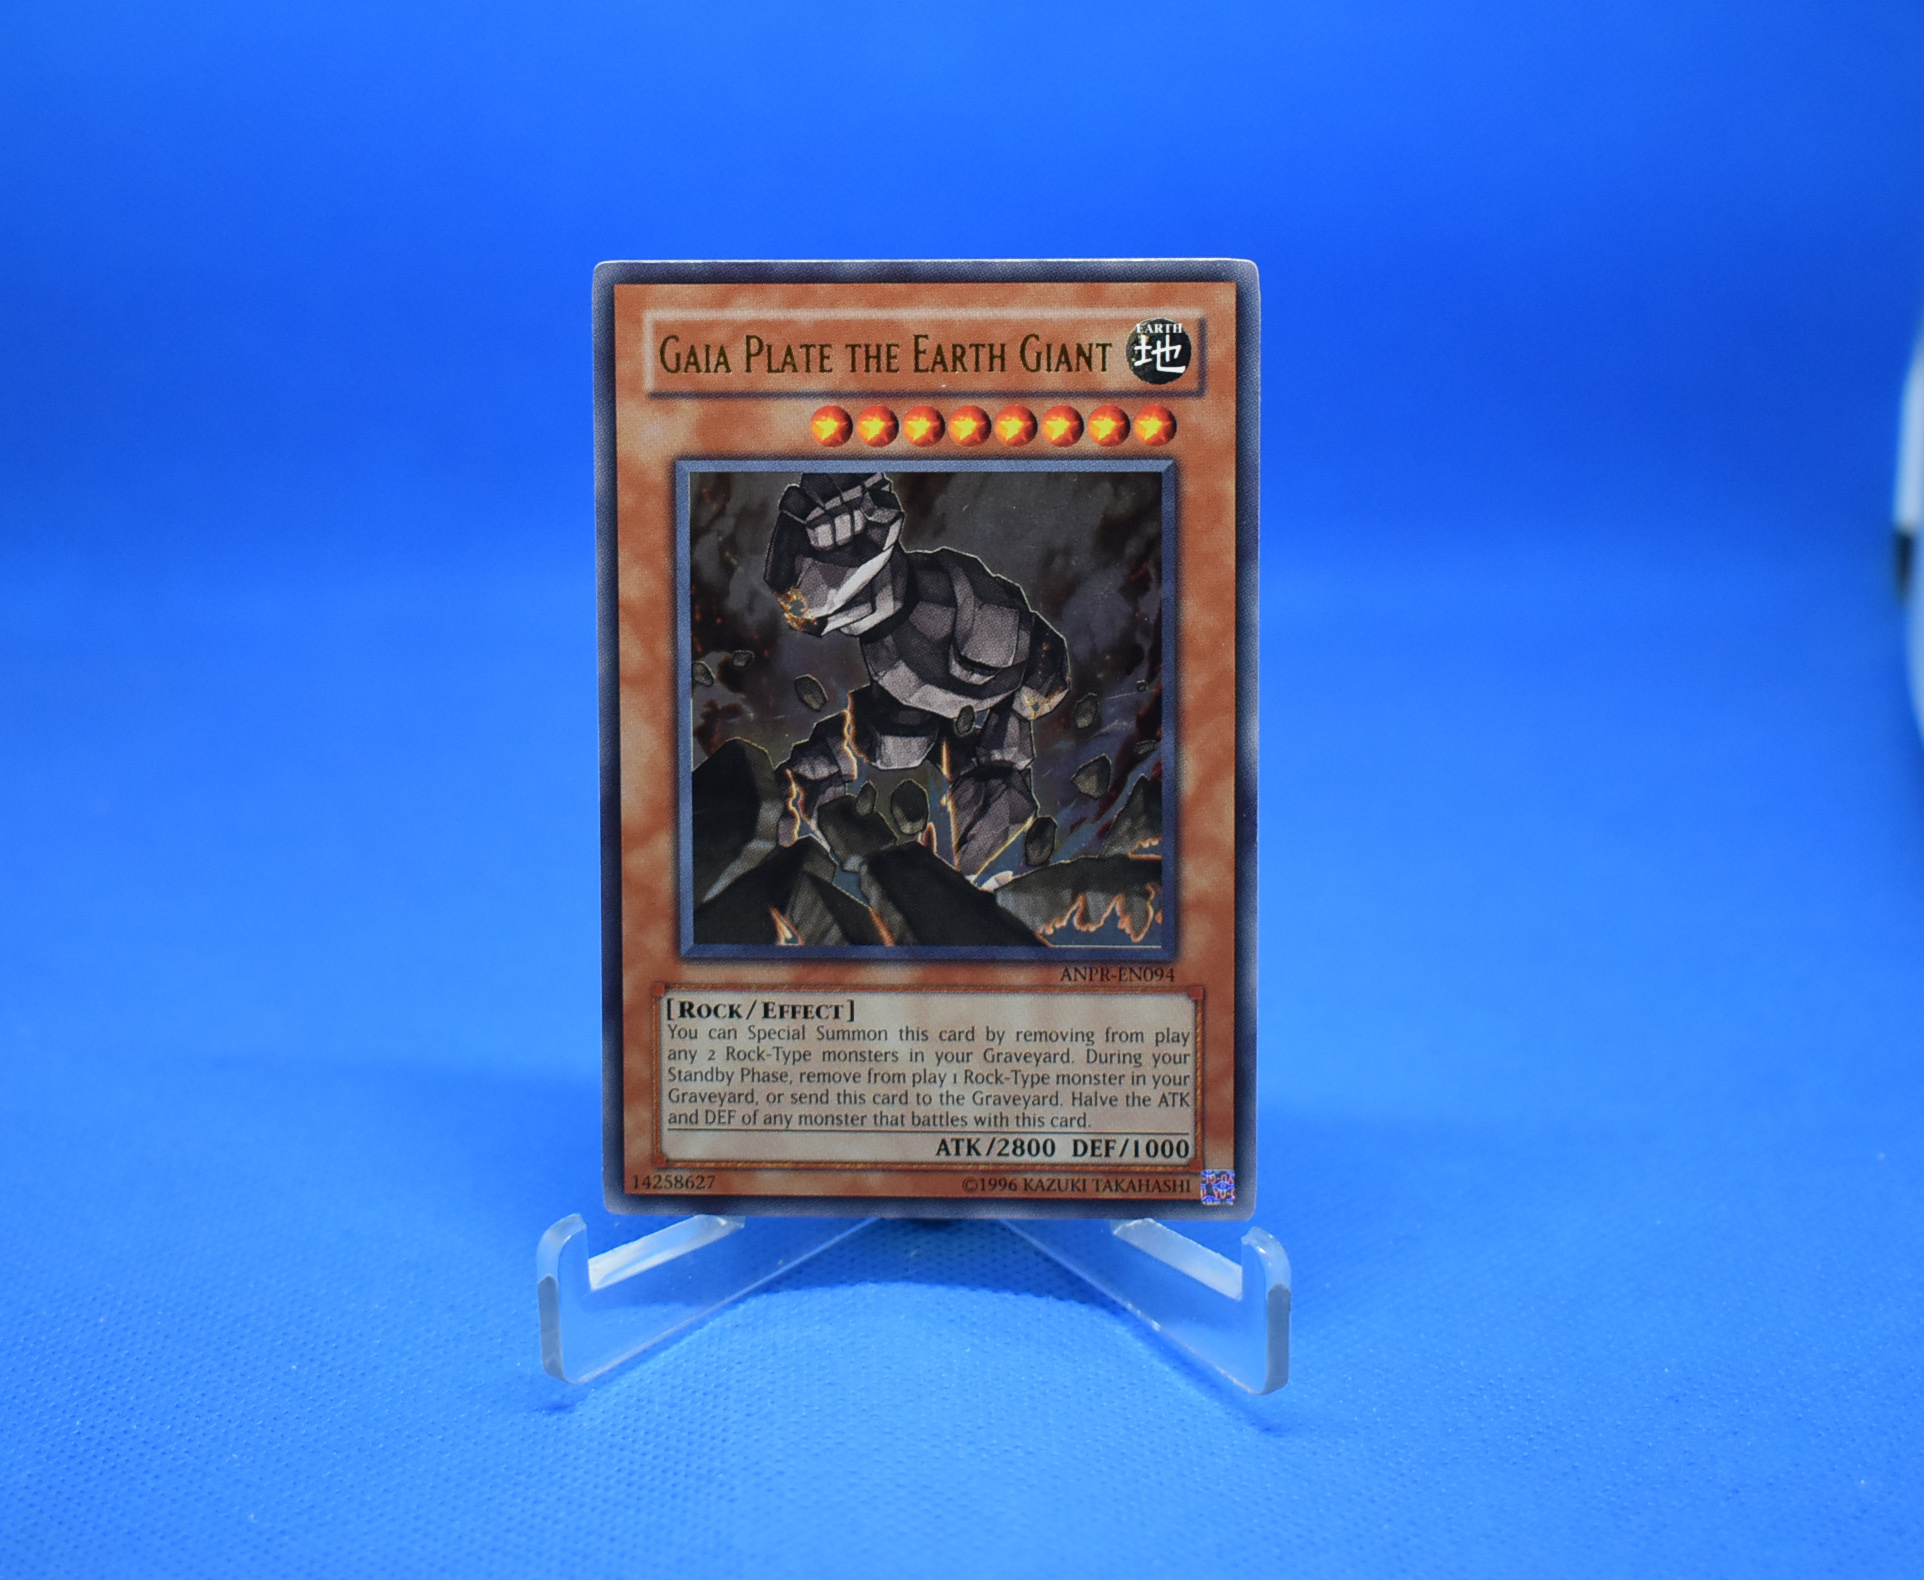 GAIA PLATE THE EARTH GIANT
EARTH
地
ANPR-EN094
[ROCK/EFFECT]
You can Special Summon this card by removing from play
any 2 Rock-Type monsters in your Graveyard. During your
Standby Phase, remove from play 1 Rock-Type monster in your
Graveyard, or send this card to the Graveyard. Halve the ATK
and DEF of any monster that battles with this card.
ATK/2800 DEF/1000
14258627
©1996 KAZUKI TAKAHASHI